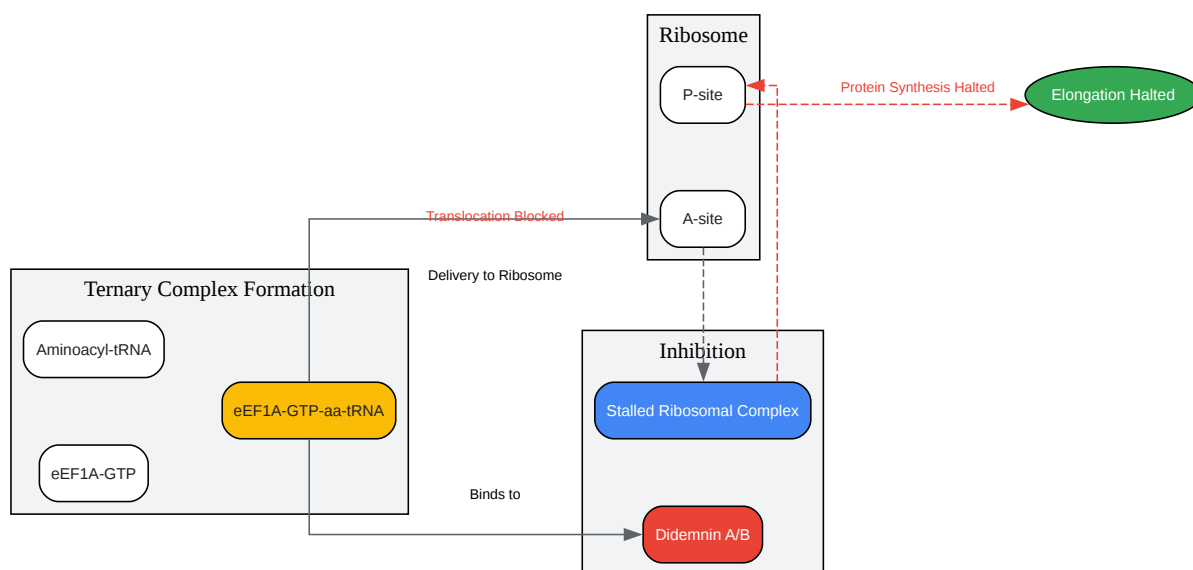 Ribosome
P-site
Protein Synthesis Halted
Elongation Halted
A-site
Translocation Blocked
Delivery to Ribosome
Ternary Complex Formation
Aminoacyl-tRNA
eEF1A-GTP-aa-tRNA
eEF1A-GTP
Inhibition
Stalled Ribosomal Complex
Binds to
Didemnin A/B